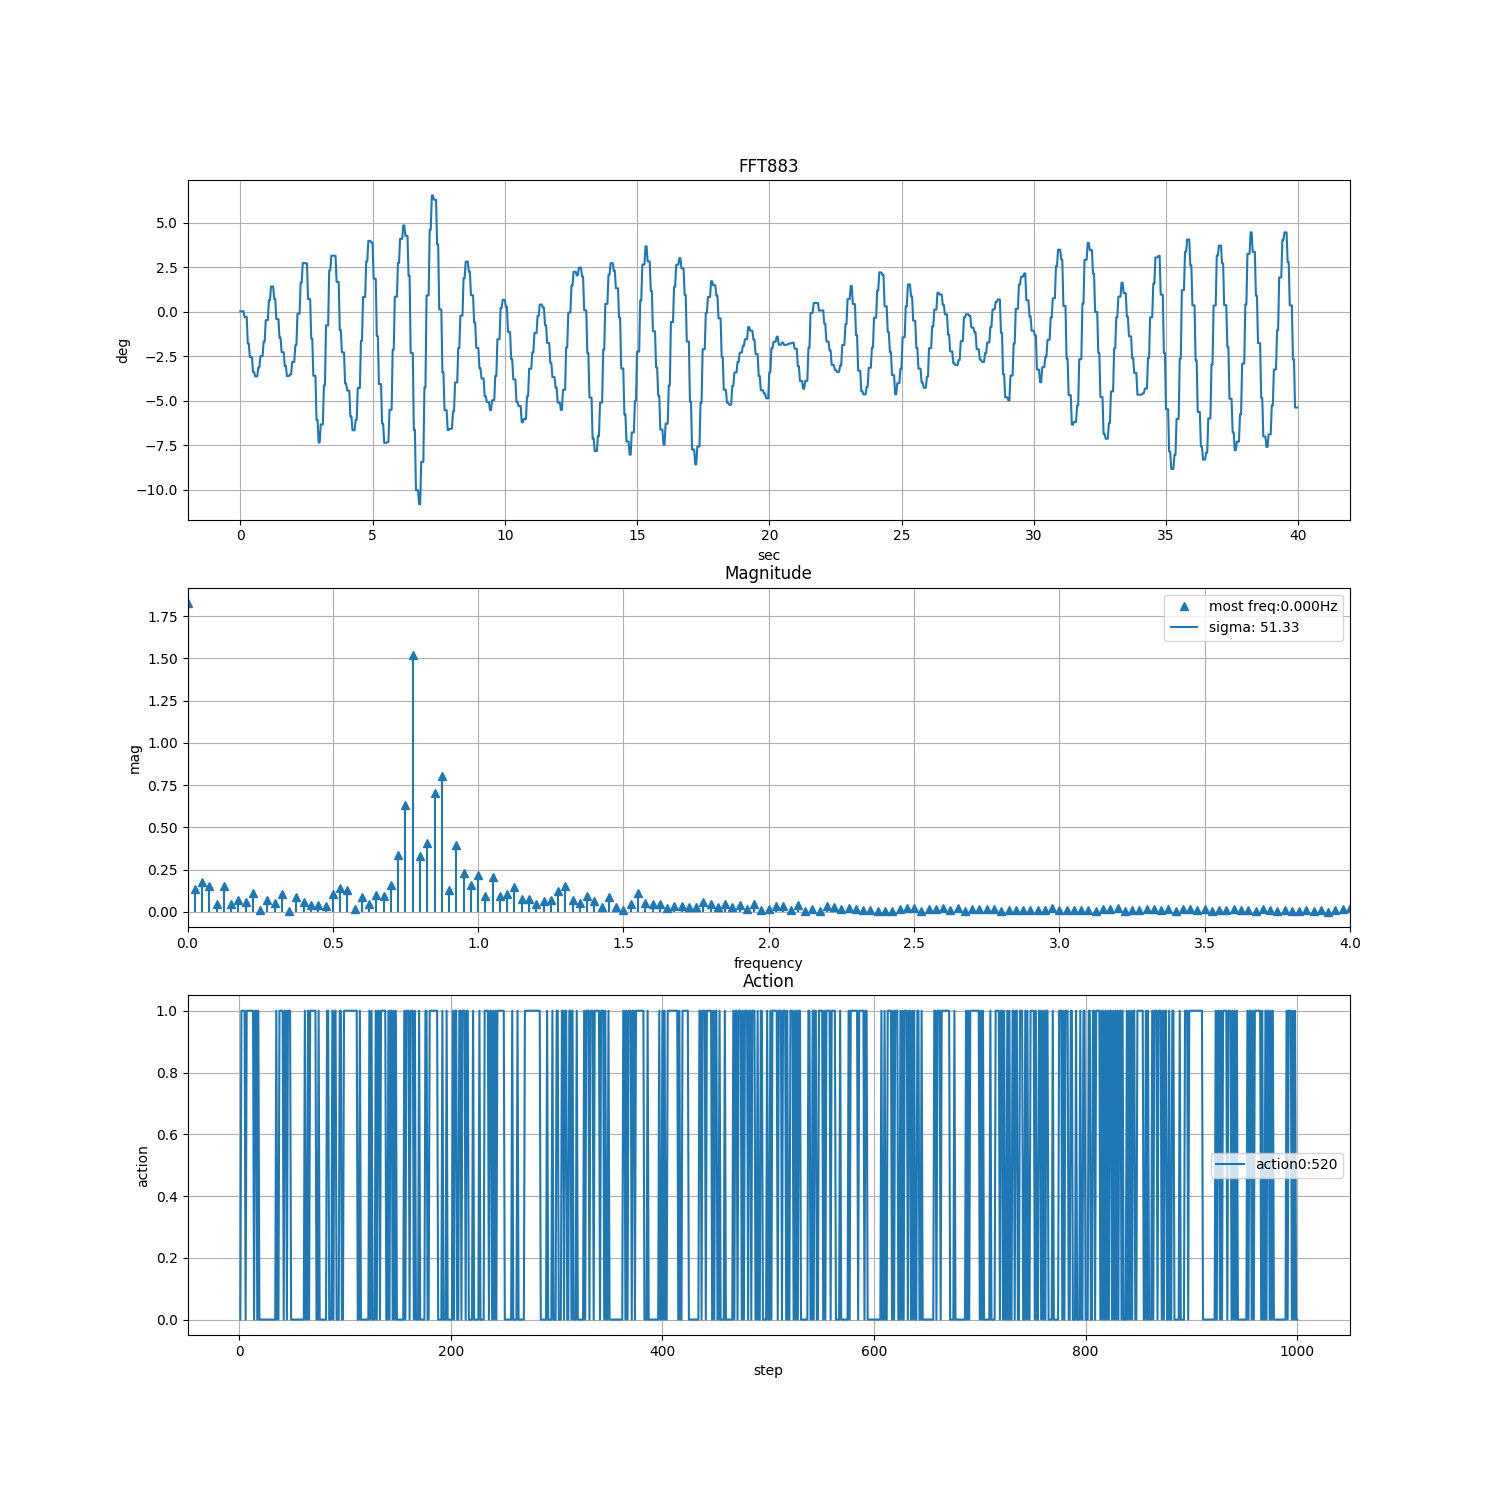 FFT883
5.0
2.5
0.0
−2.5
−5.0
−7.5
−10.0
deg
0 5 10 15 20 25 30 35 40
sec
Magnitude
most freq:0.000Hz
sigma: 51.33
1.75
1.50
1.25
1.00
0.75
0.50
0.25
0.00
mag
0.0 0.5 1.0 1.5 2.0 2.5 3.0 3.5 4.0
frequency
Action
1.0
0.8
0.6
0.4
0.2
0.0
action
action0:520
0 200 400 600 800 1000
step